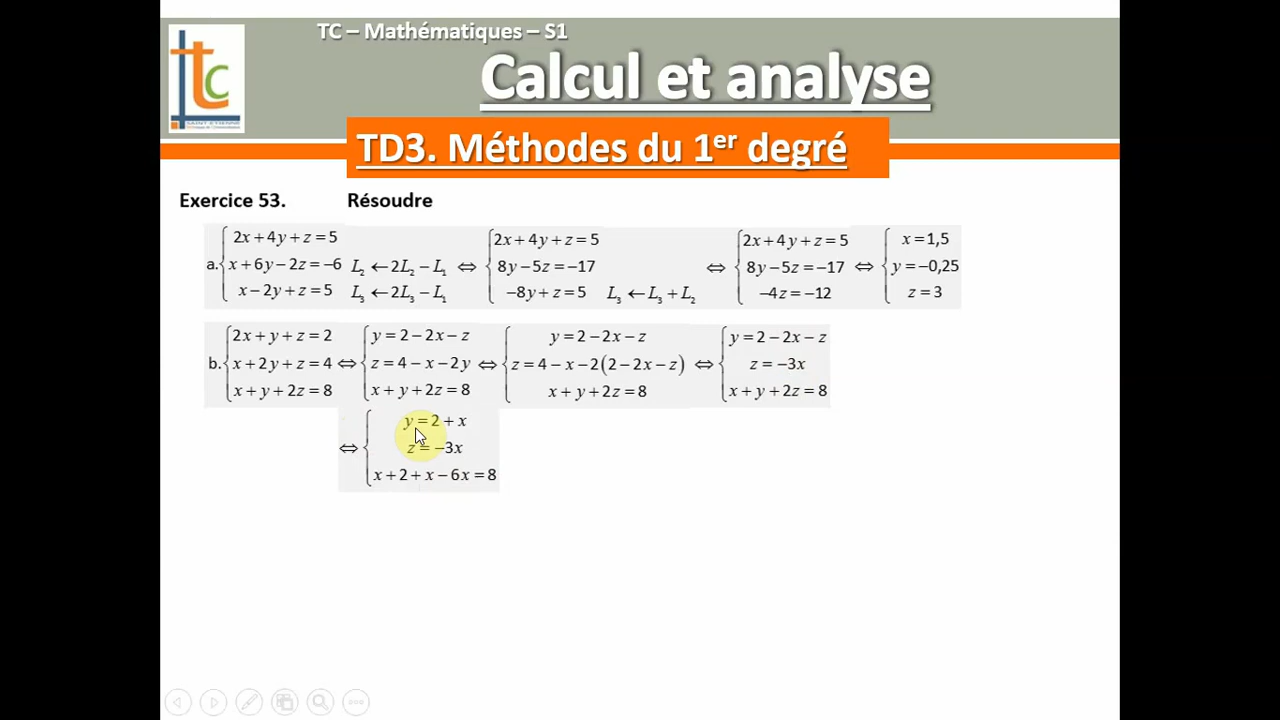 TC – Mathématiques – S1
Calcul et analyse
TC
SAINT-ETIENNE
TD3. Méthodes du 1er degré
Exercice 53. Résoudre
a. { 2x+4y+z=5 ; x+6y−2z=−6 L₂←2L₂−L₁ ; x−2y+z=5 L₃←2L₃−L₁ ⇔ { 2x+4y+z=5 ; 8y−5z=−17 ; −8y+z=5 L₃←L₃+L₂ ⇔ { 2x+4y+z=5 ; 8y−5z=−17 ; −4z=−12 ⇔ { x=1,5 ; y=−0,25 ; z=3
b. { 2x+y+z=2 ; x+2y+z=4 ; x+y+2z=8 ⇔ { y=2−2x−z ; z=4−x−2y ; x+y+2z=8 ⇔ { y=2−2x−z ; z=4−x−2(2−2x−z) ; x+y+2z=8 ⇔ { y=2−2x−z ; z=−3x ; x+y+2z=8
⇔ { y=2+x ; z=−3x ; x+2+x−6x=8